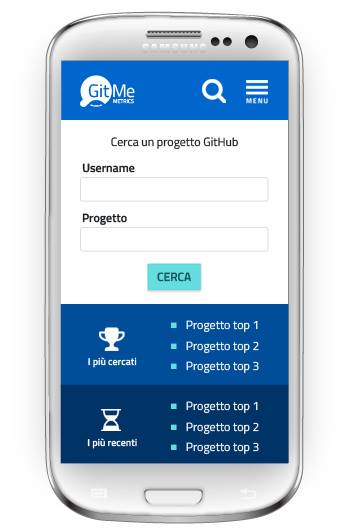 SAMSUNG
GitMe
METRICS
MENU
Cerca un progetto GitHub
Username
Progetto
CERCA
I più cercati
Progetto top 1
Progetto top 2
Progetto top 3
I più recenti
Progetto top 1
Progetto top 2
Progetto top 3